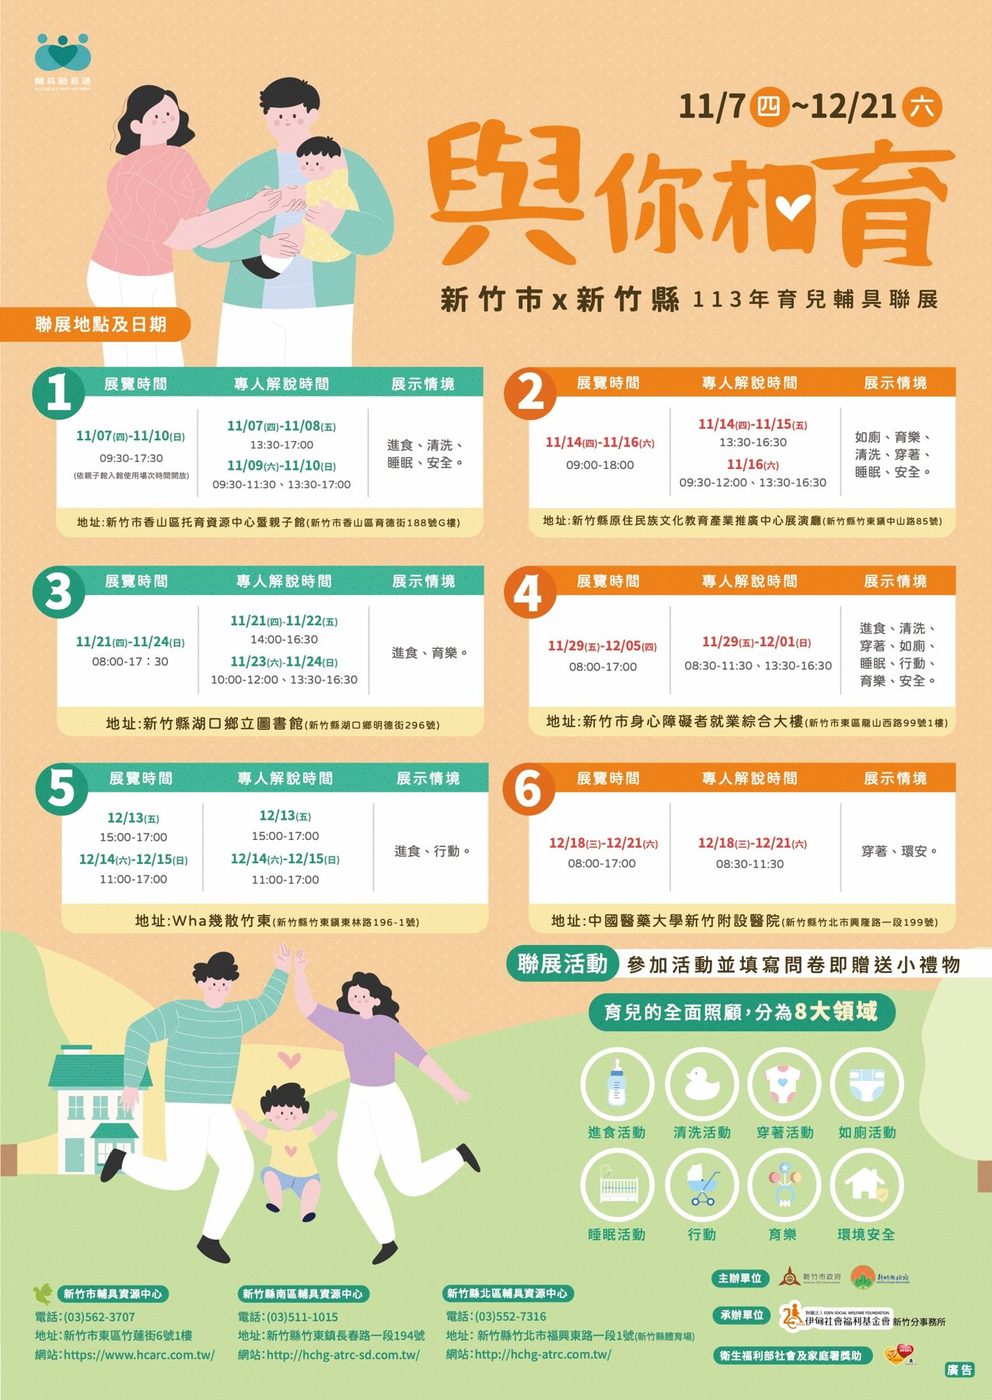 輔具融易通
11/7 四 ~12/21 六
與你相育
新竹市x新竹縣 113年育兒輔具聯展
聯展地點及日期
1
展覽時間 專人解說時間 展示情境
11/07(四)-11/10(日)
09:30-17:30
(依親子館入館使用場次時間開放)
11/07(四)-11/08(五)
13:30-17:00
11/09(六)-11/10(日)
09:30-11:30、13:30-17:00
進食、清洗、
睡眠、安全。
地址:新竹市香山區托育資源中心暨親子館(新竹市香山區育德街188號G樓)
2
展覽時間 專人解說時間 展示情境
11/14(四)-11/16(六)
09:00-18:00
11/14(四)-11/15(五)
13:30-16:30
11/16(六)
09:30-12:00、13:30-16:30
如廁、育樂、
清洗、穿著、
睡眠、安全。
地址:新竹縣原住民族文化教育產業推廣中心展演廳(新竹縣竹東鎮中山路85號)
3
展覽時間 專人解說時間 展示情境
11/21(四)-11/24(日)
08:00-17：30
11/21(四)-11/22(五)
14:00-16:30
11/23(六)-11/24(日)
10:00-12:00、13:30-16:30
進食、育樂。
地址:新竹縣湖口鄉立圖書館(新竹縣湖口鄉明德街296號)
4
展覽時間 專人解說時間 展示情境
11/29(五)-12/05(四)
08:00-17:00
11/29(五)-12/01(日)
08:30-11:30、13:30-16:30
進食、清洗、
穿著、如廁、
睡眠、行動、
育樂、安全。
地址:新竹市身心障礙者就業綜合大樓(新竹市東區龍山西路99號1樓)
5
展覽時間 專人解說時間 展示情境
12/13(五)
15:00-17:00
12/14(六)-12/15(日)
11:00-17:00
12/13(五)
15:00-17:00
12/14(六)-12/15(日)
11:00-17:00
進食、行動。
地址:Wha幾散竹東(新竹縣竹東鎮東林路196-1號)
6
展覽時間 專人解說時間 展示情境
12/18(三)-12/21(六)
08:00-17:00
12/18(三)-12/21(六)
08:30-11:30
穿著、環安。
地址:中國醫藥大學新竹附設醫院(新竹縣竹北市興隆路一段199號)
聯展活動 參加活動並填寫問卷即贈送小禮物
育兒的全面照顧,分為8大領域
進食活動 清洗活動 穿著活動 如廁活動
睡眠活動 行動 育樂 環境安全
新竹市輔具資源中心
電話:(03)562-3707
地址:新竹市東區竹蓮街6號1樓
網站:https://www.hcarc.com.tw/
新竹縣南區輔具資源中心
電話:(03)511-1015
地址:新竹縣竹東鎮長春路一段194號
網站:http://hchg-atrc-sd.com.tw/
新竹縣北區輔具資源中心
電話:(03)552-7316
地址: 新竹縣竹北市福興東路一段1號(新竹縣體育場)
網站:http://hchg-atrc.com.tw/
主辦單位 新竹市政府 新竹縣政府
承辦單位 財團法人 EDEN SOCIAL WELFARE FOUNDATION
伊甸社會福利基金會 新竹分事務所
衛生福利部社會及家庭署獎助
廣告